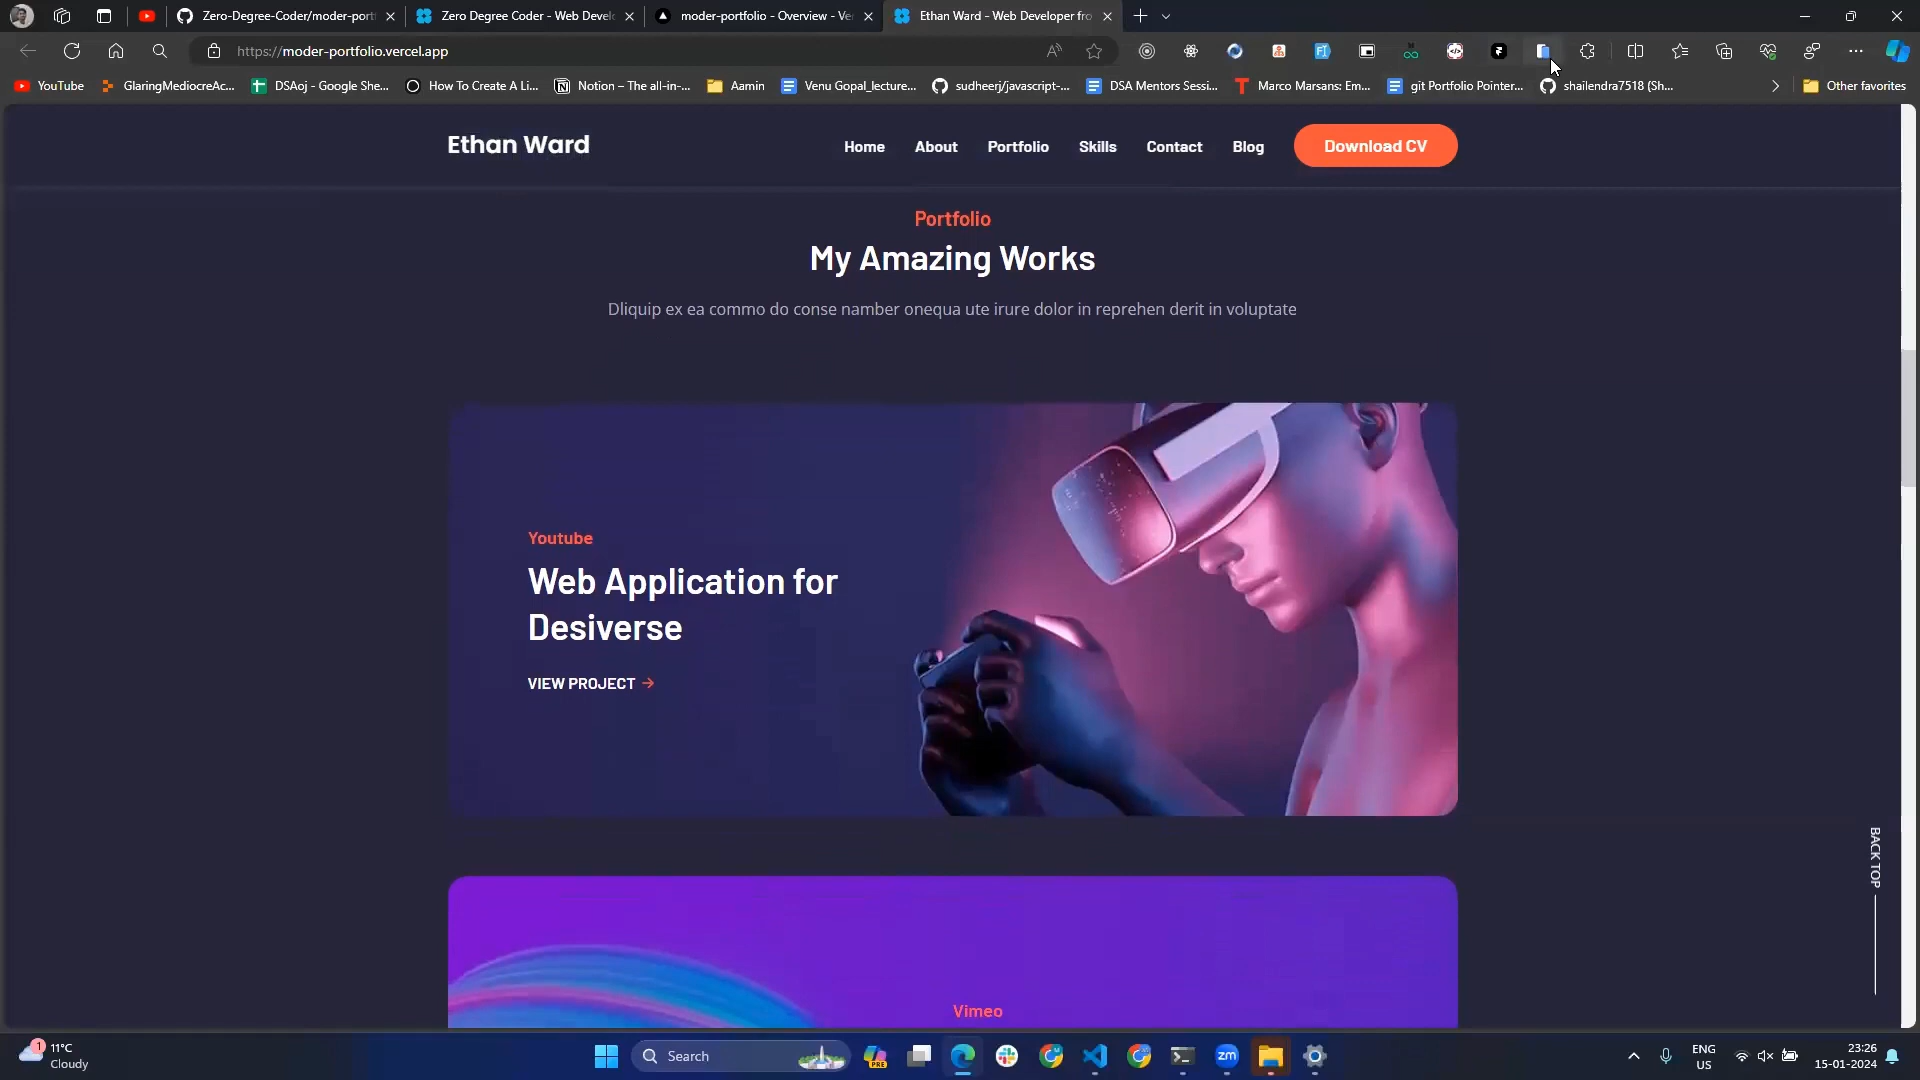 Zero-Degree-Coder/moder-port
Zero Degree Coder - Web Devel
moder-portfolio - Overview - Ve
Ethan Ward - Web Developer fro
https://moder-portfolio.vercel.app
YouTube
GlaringMediocreAc...
DSAoj - Google She...
How To Create A Li...
Notion – The all-in-...
Aamin
Venu Gopal_lecture...
sudheerj/javascript-...
DSA Mentors Sessi...
Marco Marsans: Em...
git Portfolio Pointer...
shailendra7518 (Sh...
Other favorites
Ethan Ward
Home
About
Portfolio
Skills
Contact
Blog
Download CV
Portfolio
My Amazing Works
Dliquip ex ea commo do conse namber onequa ute irure dolor in reprehen derit in voluptate
Youtube
Web Application for
Desiverse
VIEW PROJECT
BACK TOP
Vimeo
1
11°C
Cloudy
Search
PRE
zm
ENG
US
23:26
15-01-2024